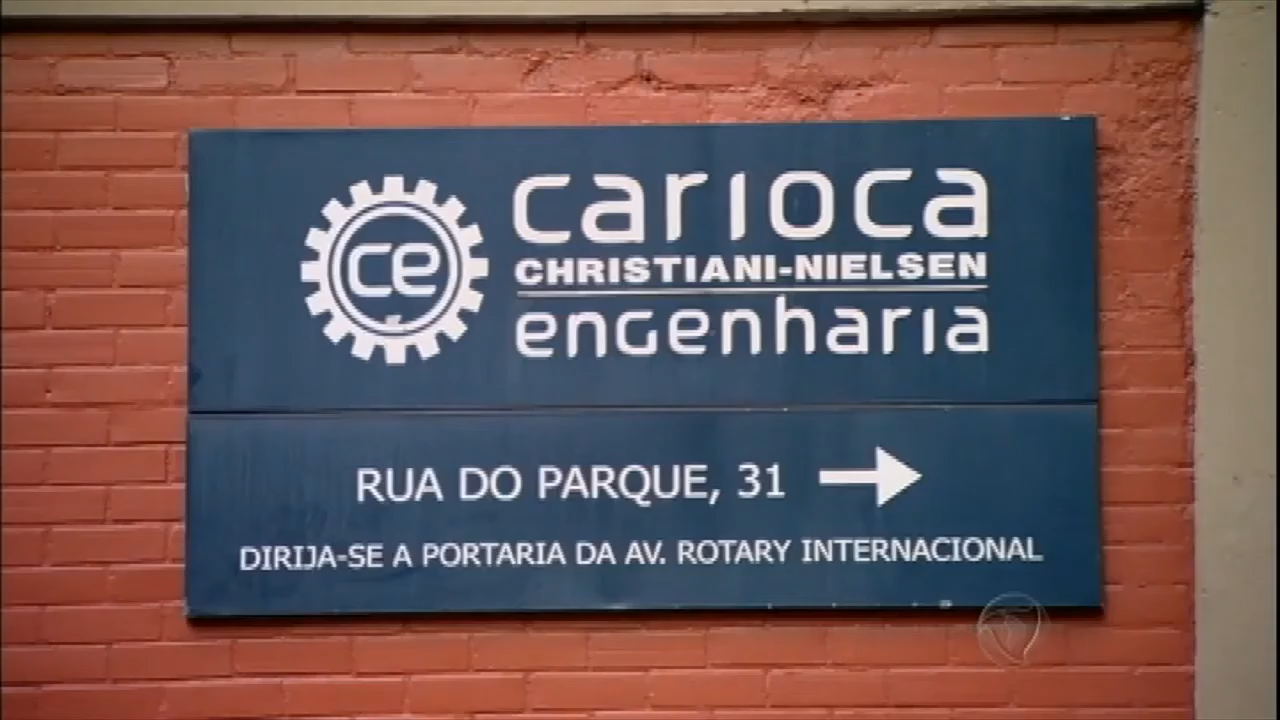 ce
carioca
CHRISTIANI-NIELSEN
engenharia
RUA DO PARQUE, 31
DIRIJA-SE A PORTARIA DA AV. ROTARY INTERNACIONAL